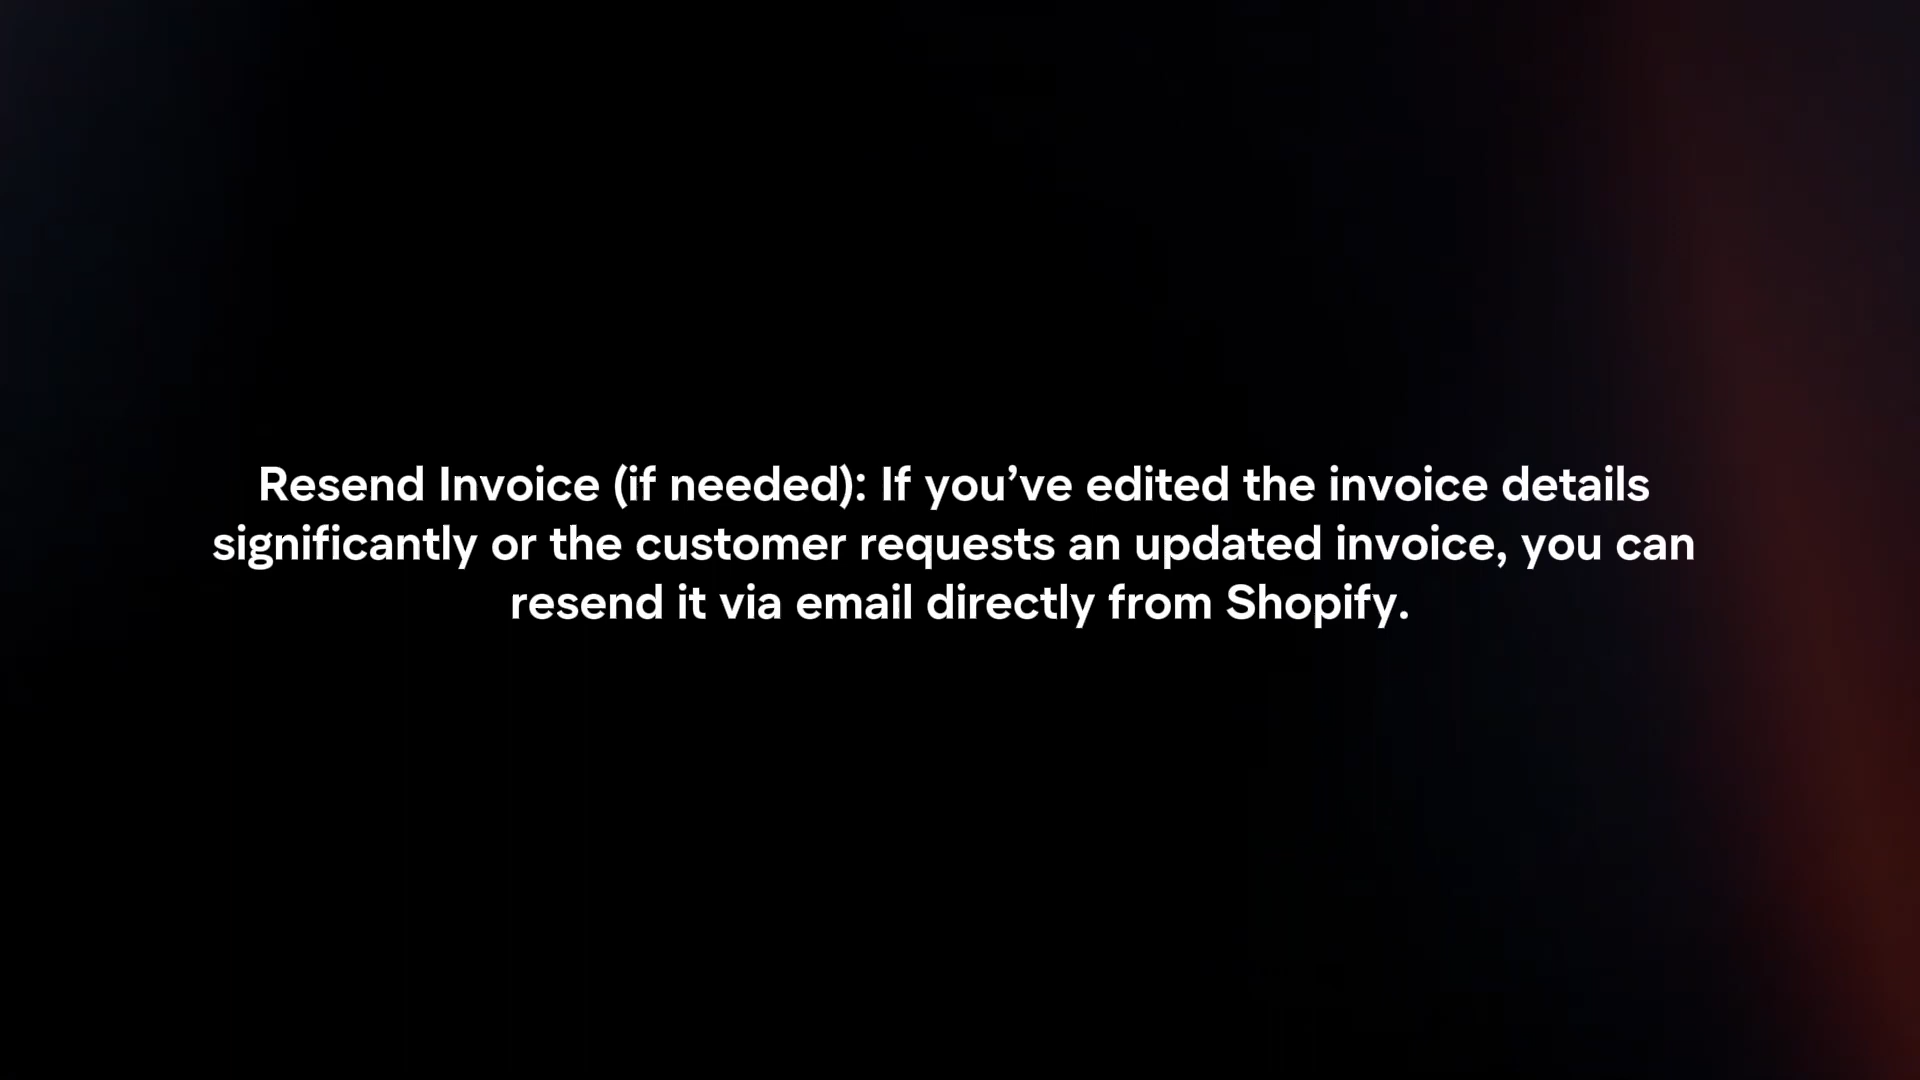 Resend Invoice (if needed): If you’ve edited the invoice details
significantly or the customer requests an updated invoice, you can
resend it via email directly from Shopify.